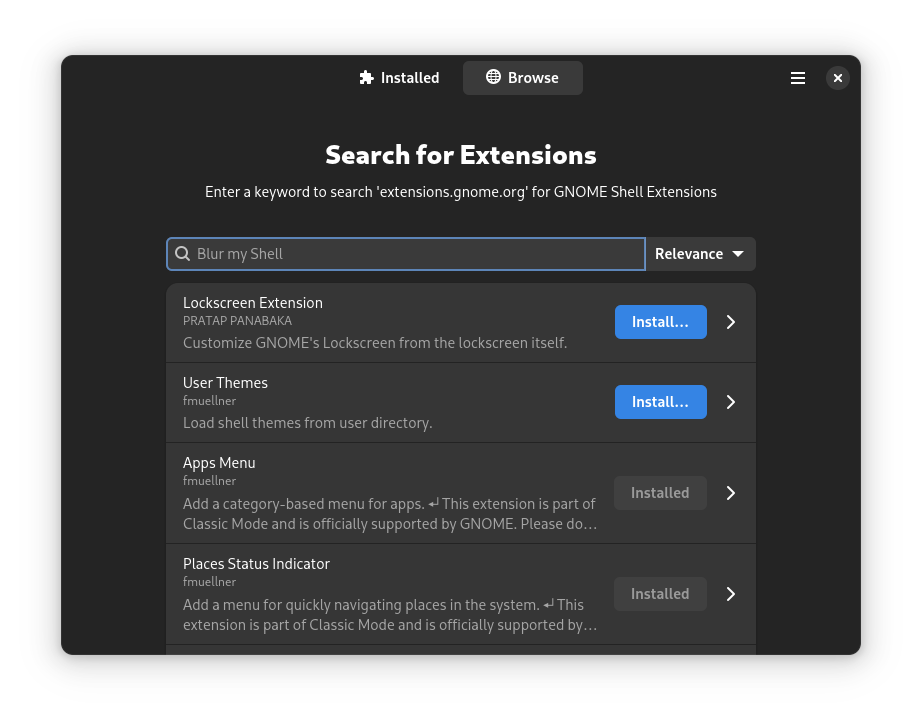 Installed
Browse
Search for Extensions
Enter a keyword to search 'extensions.gnome.org' for GNOME Shell Extensions
Blur my Shell
Relevance
Lockscreen Extension
PRATAP PANABAKA
Customize GNOME's Lockscreen from the lockscreen itself.
Install...
User Themes
fmuellner
Load shell themes from user directory.
Install...
Apps Menu
fmuellner
Add a category-based menu for apps. ↵ This extension is part of
Classic Mode and is officially supported by GNOME. Please do…
Installed
Places Status Indicator
fmuellner
Add a menu for quickly navigating places in the system. ↵ This
extension is part of Classic Mode and is officially supported by…
Installed